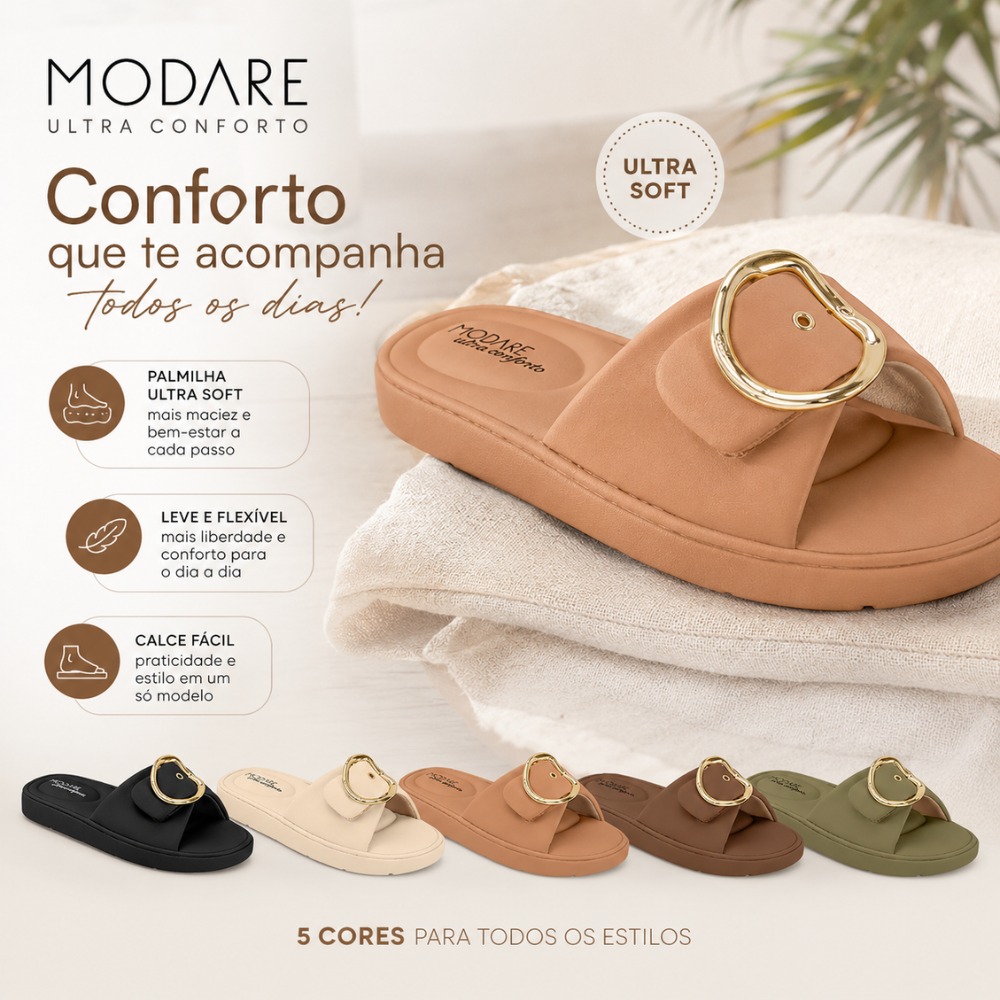 MODARE
ULTRA CONFORTO
Conforto
que te acompanha
todos os dias!
ULTRA
SOFT
PALMILHA
ULTRA SOFT
mais maciez e
bem-estar a
cada passo
LEVE E FLEXÍVEL
mais liberdade e
conforto para
o dia a dia
CALCE FÁCIL
praticidade e
estilo em um
só modelo
MODARE
ultra conforto
MODARE
MODARE
5 CORES PARA TODOS OS ESTILOS